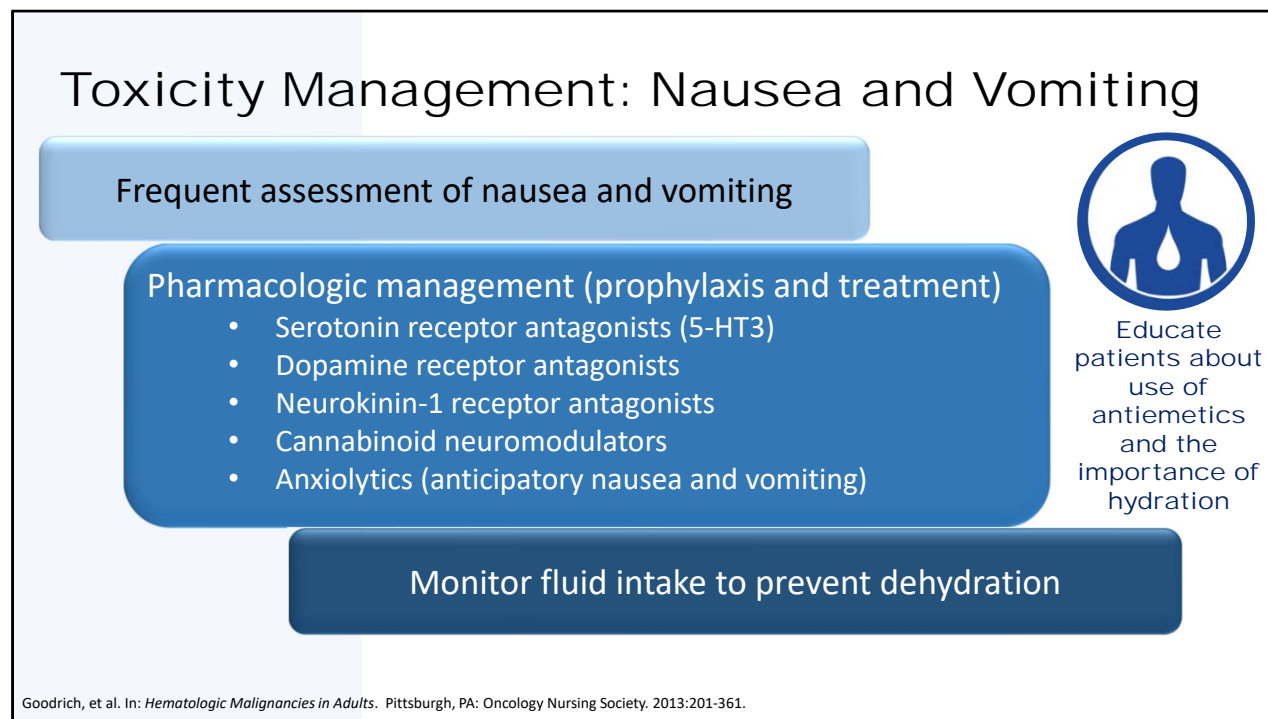 Toxicity Management: Nausea and Vomiting
Frequent assessment of nausea and vomiting
Pharmacologic management (prophylaxis and treatment)
• Serotonin receptor antagonists (5-HT3)
• Dopamine receptor antagonists
• Neurokinin-1 receptor antagonists
• Cannabinoid neuromodulators
• Anxiolytics (anticipatory nausea and vomiting)
Monitor fluid intake to prevent dehydration
Educate
patients about
use of
antiemetics
and the
importance of
hydration
Goodrich, et al. In: Hematologic Malignancies in Adults. Pittsburgh, PA: Oncology Nursing Society. 2013:201-361.